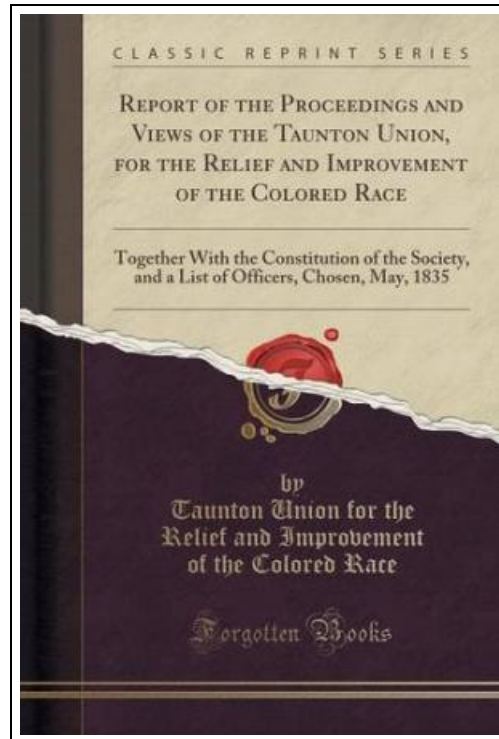 CLASSIC REPRINT SERIES
REPORT OF THE PROCEEDINGS AND
VIEWS OF THE TAUNTON UNION,
FOR THE RELIEF AND IMPROVEMENT
OF THE COLORED RACE
Together With the Constitution of the Society,
and a List of Officers, Chosen, May, 1835
F
by
Taunton Union for the
Relief and Improvement
of the Colored Race
Forgotten Books